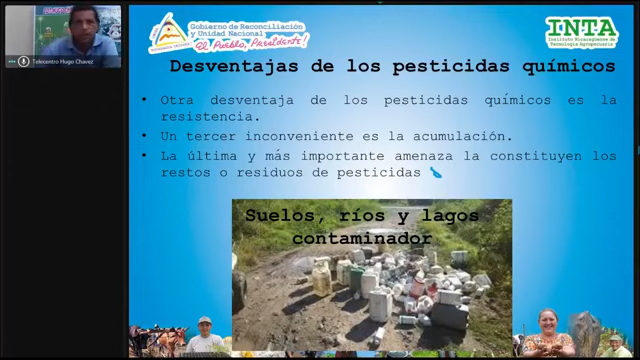 Gobierno de Reconciliación
y Unidad Nacional
El Pueblo, Presidente!
INTA
Instituto Nicaragüense de
Tecnología Agropecuaria
Telecentro Hugo Chavez
Desventajas de los pesticidas químicos
• Otra desventaja de los pesticidas químicos es la
resistencia.
• Un tercer inconveniente es la acumulación.
• La última y más importante amenaza la constituyen los
restos o residuos de pesticidas
Suelos, ríos y lagos
contaminador